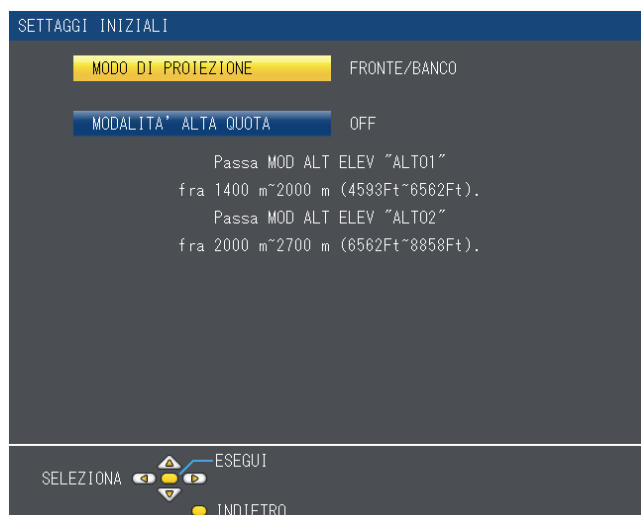 SETTAGGI INIZIALI
MODO DI PROIEZIONE FRONTE/BANCO
MODALITA' ALTA QUOTA OFF
Passa MOD ALT ELEV "ALTO1"
fra 1400 m~2000 m (4593Ft~6562Ft).
Passa MOD ALT ELEV "ALTO2"
fra 2000 m~2700 m (6562Ft~8858Ft).
ESEGUI
SELEZIONA
INDIETRO